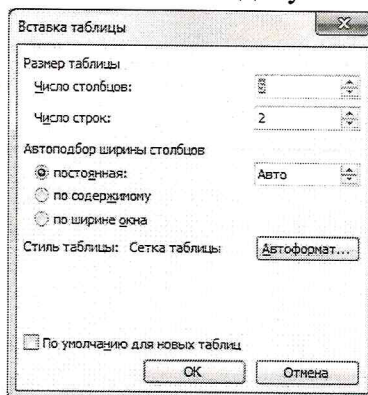 Вставка таблицы
Размер таблицы
Число столбцов:
Число строк: 2
Автоподбор ширины столбцов
постоянная: Авто
по содержимому
по ширине окна
Стиль таблицы: Сетка таблицы Автоформат...
По умолчанию для новых таблиц
ОК Отмена